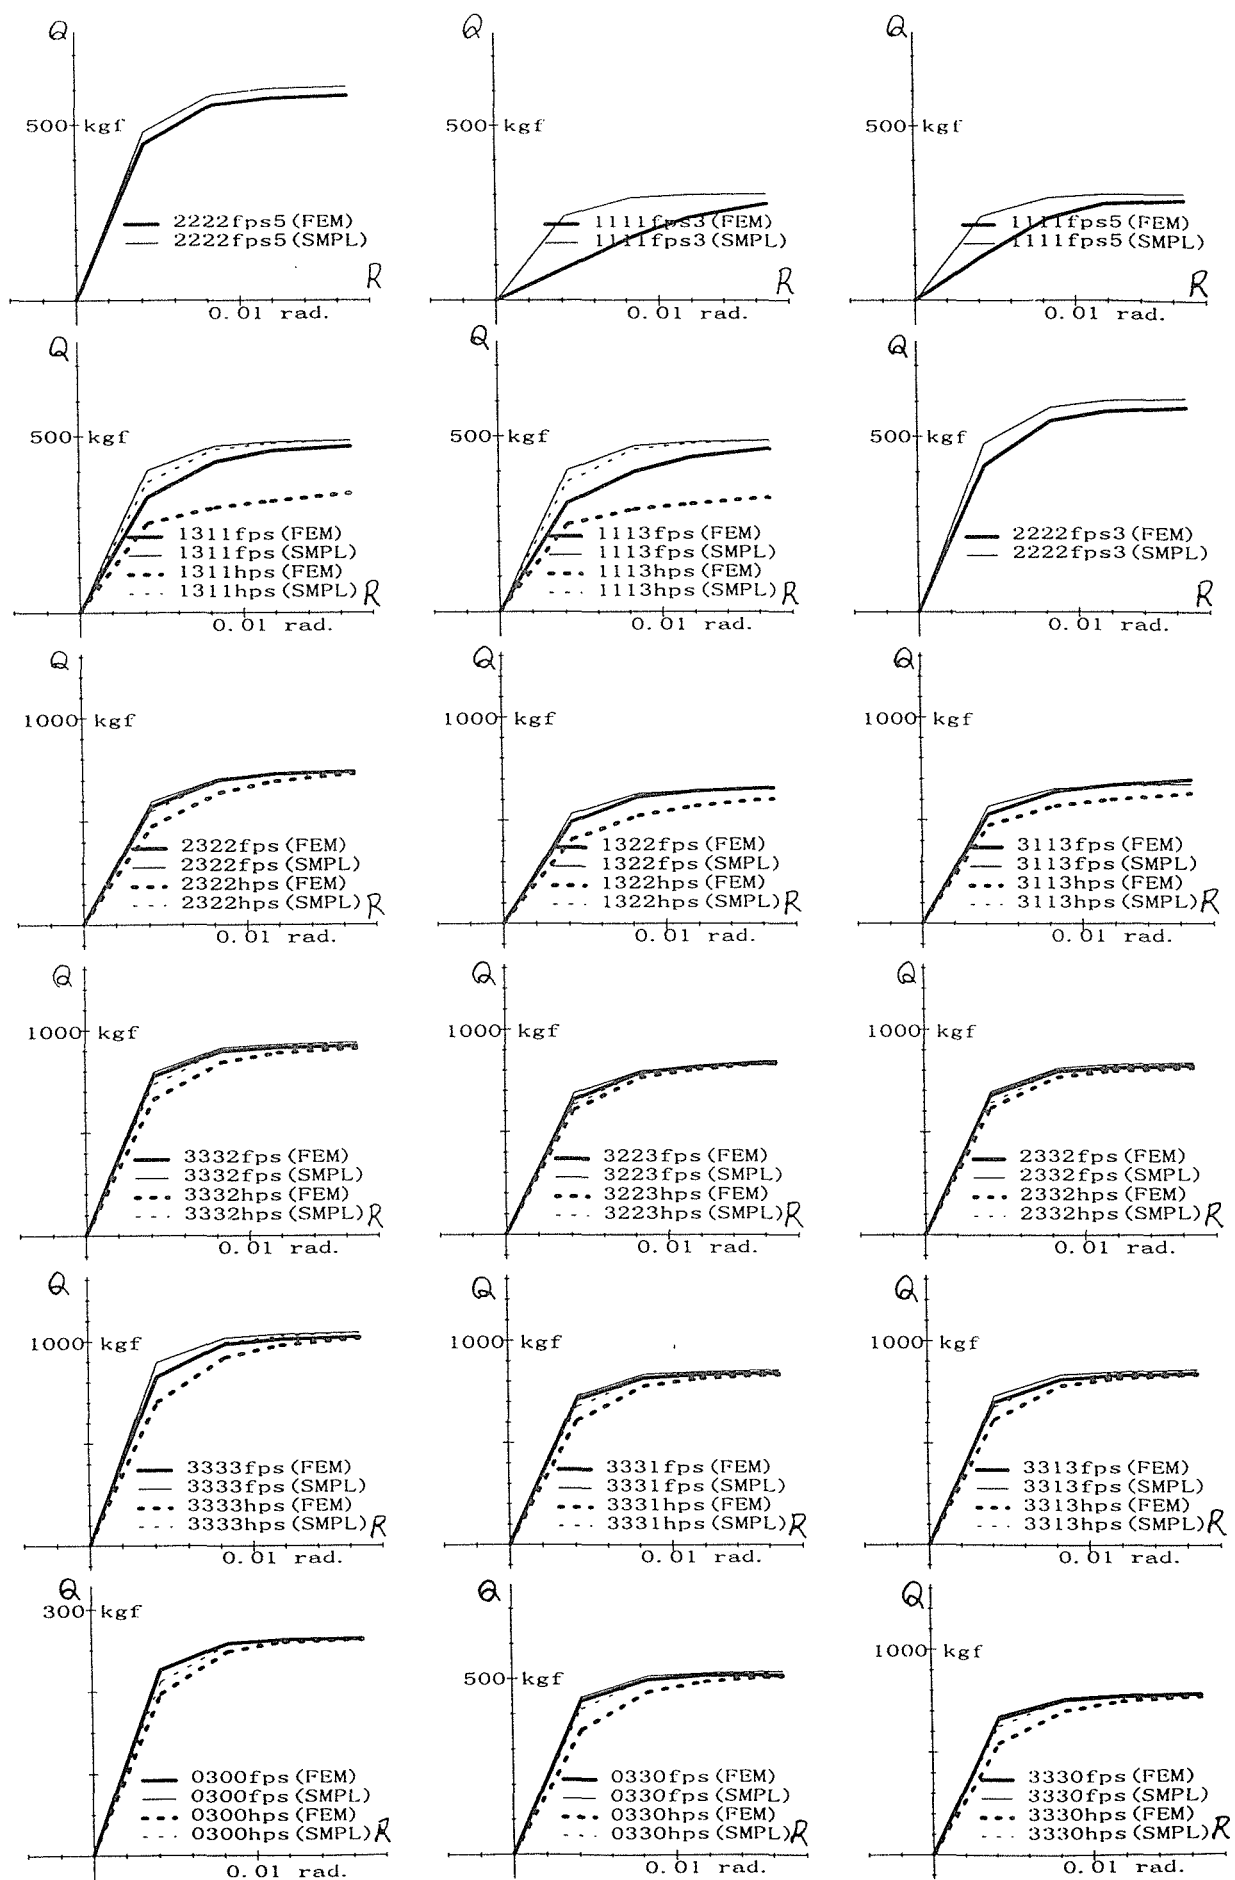 Q
500 kgf
2222fps5(FEM)
2222fps5(SMPL)
R
0.01 rad.
Q
500 kgf
1111fps3(FEM)
1111fps3(SMPL)
R
0.01 rad.
Q
500 kgf
1111fps5(FEM)
1111fps5(SMPL)
R
0.01 rad.
Q
500 kgf
1311fps(FEM)
1311fps(SMPL)
1311hps(FEM)
1311hps(SMPL) R
0.01 rad.
Q
500 kgf
1113fps(FEM)
1113fps(SMPL)
1113hps(FEM)
1113hps(SMPL) R
0.01 rad.
Q
500 kgf
2222fps3(FEM)
2222fps3(SMPL)
R
0.01 rad.
Q
1000 kgf
2322fps(FEM)
2322fps(SMPL)
2322hps(FEM)
2322hps(SMPL) R
0.01 rad.
Q
1000 kgf
1322fps(FEM)
1322fps(SMPL)
1322hps(FEM)
1322hps(SMPL) R
0.01 rad.
Q
1000 kgf
3113fps(FEM)
3113fps(SMPL)
3113hps(FEM)
3113hps(SMPL) R
0.01 rad.
Q
1000 kgf
3332fps(FEM)
3332fps(SMPL)
3332hps(FEM)
3332hps(SMPL) R
0.01 rad.
Q
1000 kgf
3223fps(FEM)
3223fps(SMPL)
3223hps(FEM)
3223hps(SMPL) R
0.01 rad.
Q
1000 kgf
2332fps(FEM)
2332fps(SMPL)
2332hps(FEM)
2332hps(SMPL) R
0.01 rad.
Q
1000 kgf
3333fps(FEM)
3333fps(SMPL)
3333hps(FEM)
3333hps(SMPL) R
0.01 rad.
Q
1000 kgf
3331fps(FEM)
3331fps(SMPL)
3331hps(FEM)
3331hps(SMPL) R
0.01 rad.
Q
1000 kgf
3313fps(FEM)
3313fps(SMPL)
3313hps(FEM)
3313hps(SMPL) R
0.01 rad.
Q
300 kgf
0300fps(FEM)
0300fps(SMPL)
0300hps(FEM)
0300hps(SMPL) R
0.01 rad.
Q
500 kgf
0330fps(FEM)
0330fps(SMPL)
0330hps(FEM)
0330hps(SMPL) R
0.01 rad.
Q
1000 kgf
3330fps(FEM)
3330fps(SMPL)
3330hps(FEM)
3330hps(SMPL) R
0.01 rad.